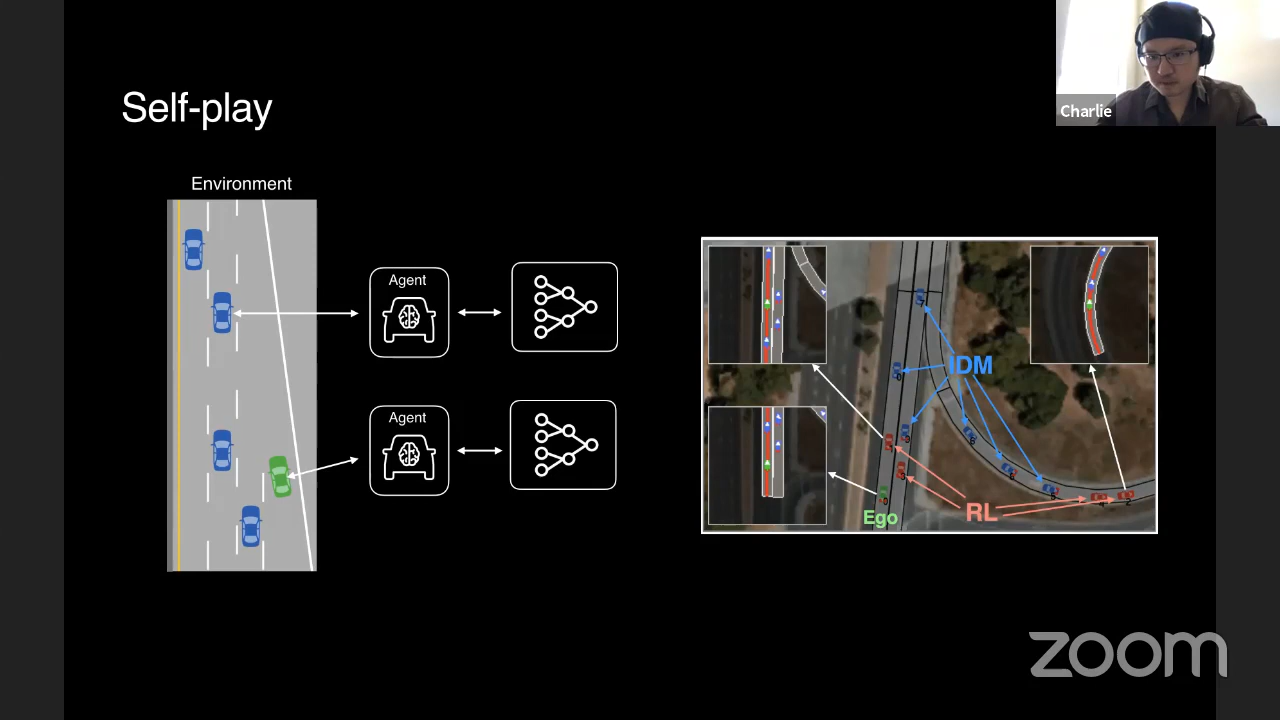 Charlie
Self-play
Environment
Agent
Agent
IDM
RL
Ego
zoom